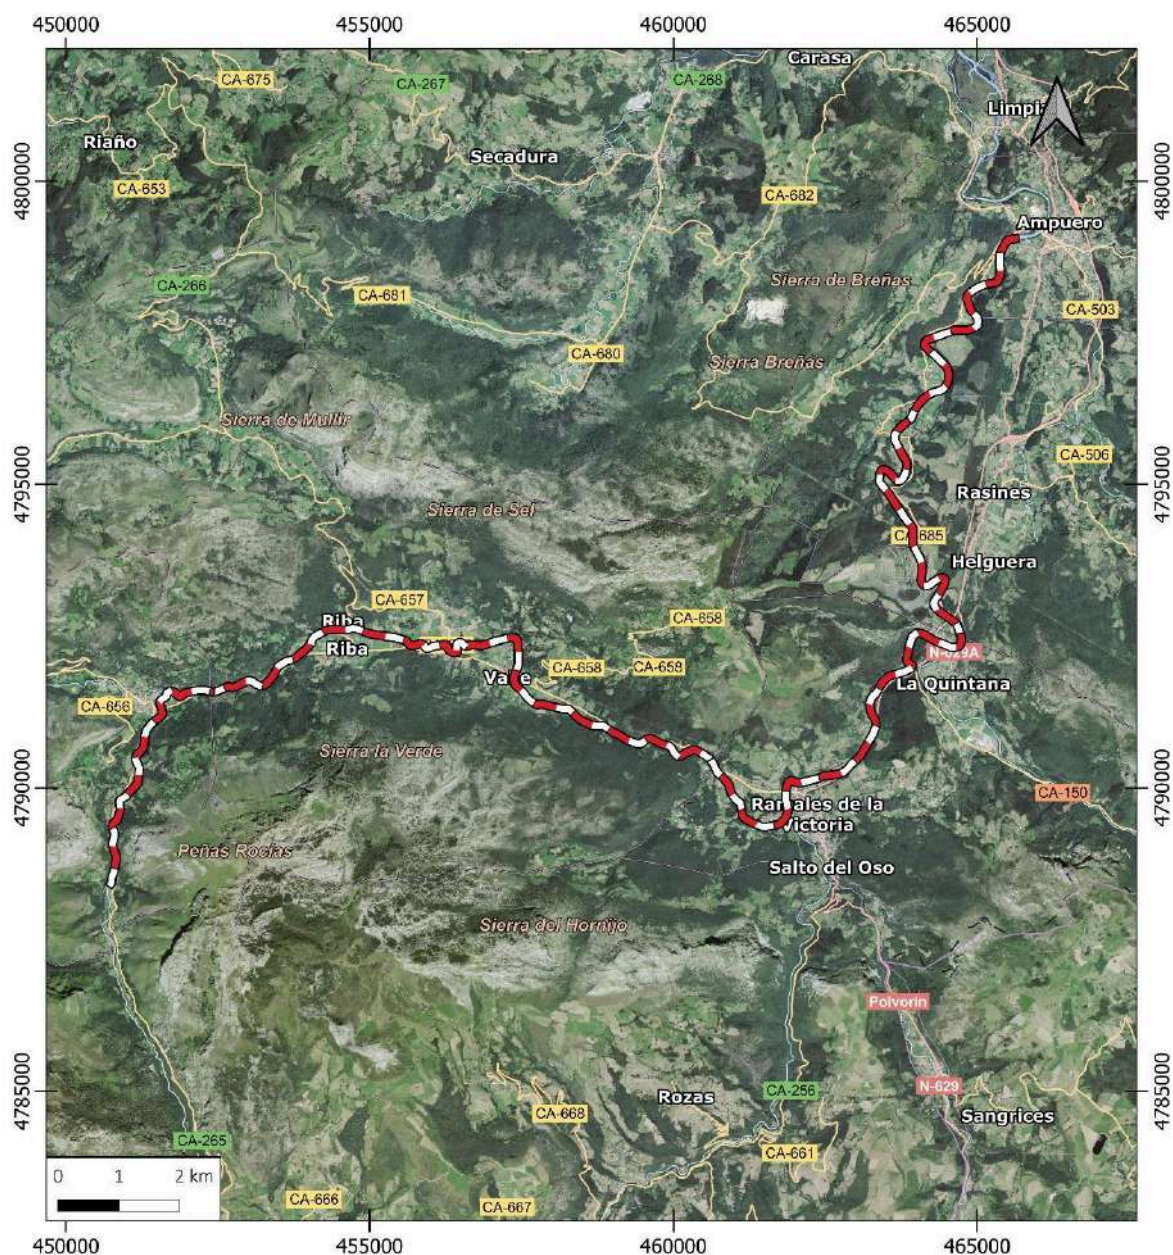 450000
455000
460000
465000
Carasa
CA-675
CA-267
CA-268
Limpia
Riaño
Secadura
CA-653
CA-682
4800000
4800000
Ampuero
Sierra de Breñas
CA-266
CA-681
CA-503
CA-680
Sierra Breñas
Sierra de Mullir
CA-506
4795000
4795000
Rasines
Sierra de Sel
CA-685
Helguera
CA-657
CA-658
Riba
Riba
N-629A
CA-658
CA-658
Valle
La Quintana
CA-656
Sierra la Verde
4790000
4790000
CA-150
Ramales de la
Victoria
Peñas Rocías
Salto del Oso
Sierra del Hornijo
Polvorín
4785000
4785000
N-629
CA-256
Rozas
CA-668
Sangrices
CA-265
CA-661
0 1 2 km
CA-666
CA-667
450000
455000
460000
465000